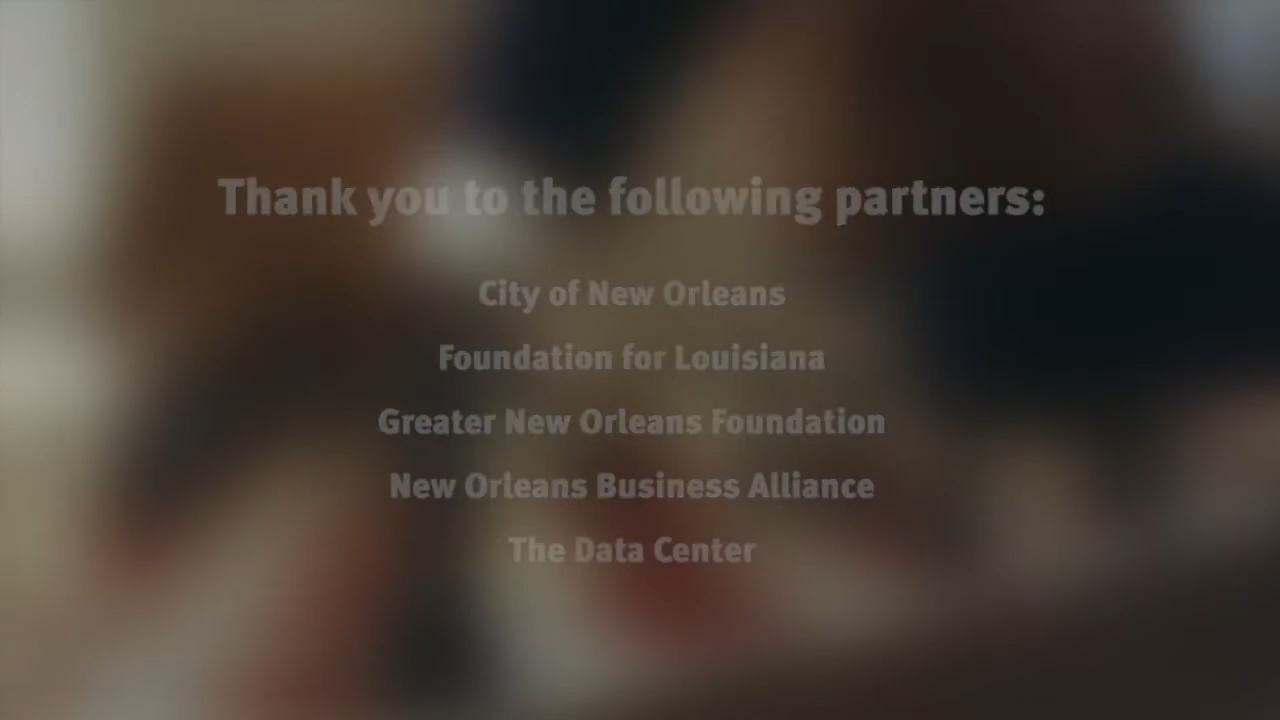 Thank you to the following partners:
City of New Orleans
Foundation for Louisiana
Greater New Orleans Foundation
New Orleans Business Alliance
The Data Center